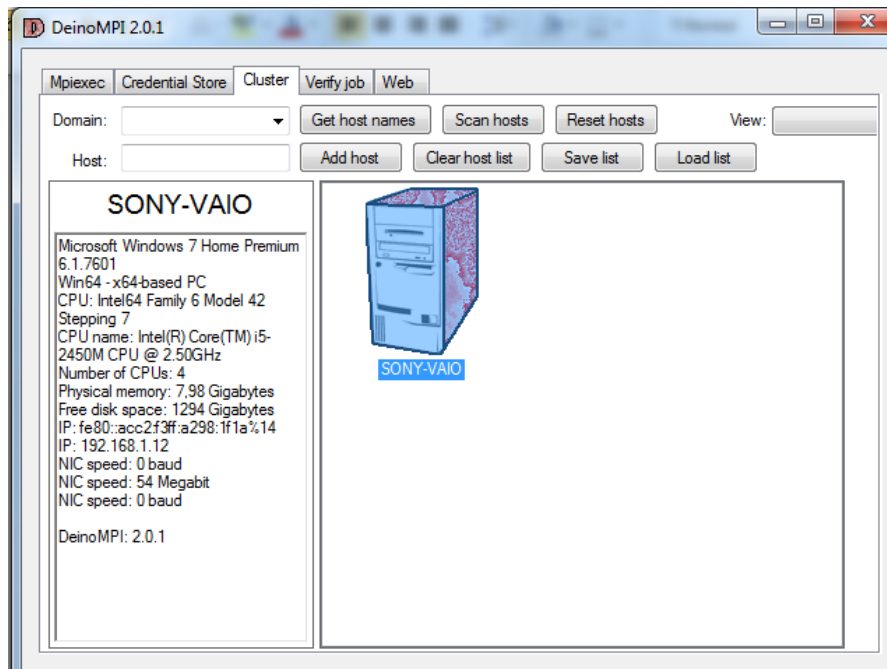 DeinoMPI 2.0.1
Mpiexec Credential Store Cluster Verify job Web
Domain: Get host names Scan hosts Reset hosts View:
Host: Add host Clear host list Save list Load list
SONY-VAIO
Microsoft Windows 7 Home Premium
6.1.7601
Win64 - x64-based PC
CPU: Intel64 Family 6 Model 42
Stepping 7
CPU name: Intel(R) Core(TM) i5-
2450M CPU @ 2.50GHz
Number of CPUs: 4
Physical memory: 7,98 Gigabytes
Free disk space: 1294 Gigabytes
IP: fe80::acc2:f3ff:a298:1f1a%14
IP: 192.168.1.12
NIC speed: 0 baud
NIC speed: 54 Megabit
NIC speed: 0 baud
DeinoMPI: 2.0.1
SONY-VAIO